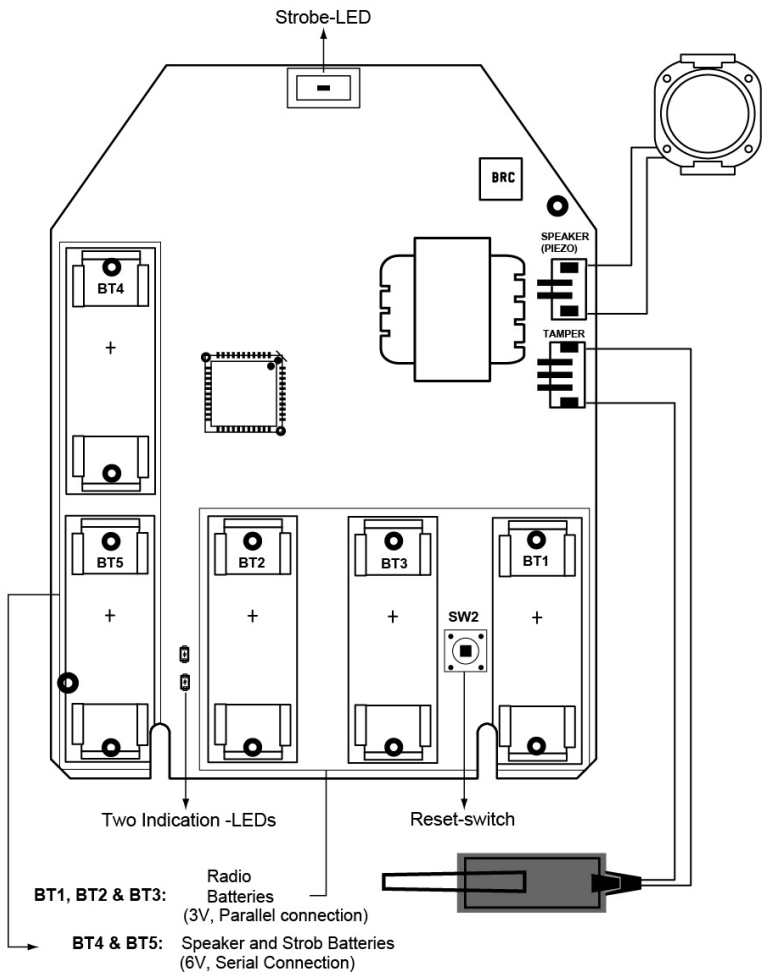 Strobe-LED
BRC
SPEAKER
(PIEZO)
BT4
TAMPER
BT5
BT2
BT3
BT1
SW2
Two Indication -LEDs
Reset-switch
BT1, BT2 & BT3: Radio
Batteries
(3V, Parallel connection)
BT4 & BT5: Speaker and Strob Batteries
(6V, Serial Connection)